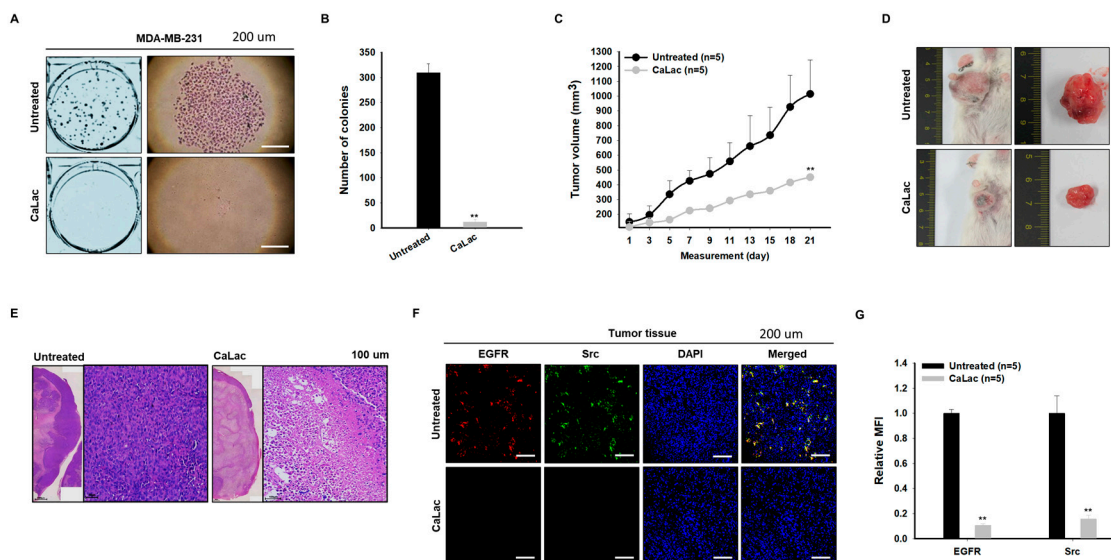 A
MDA-MB-231 200 um
Untreated
CaLac
B
Number of colonies
350
300
250
200
150
100
50
0
Untreated
CaLac
**
C
Tumor volume (mm3)
1300
1200
1100
1000
900
800
700
600
500
400
300
200
Untreated (n=5)
CaLac (n=5)
**
1 3 5 7 9 11 13 15 18 21
Measurement (day)
D
Untreated
CaLac
E
Untreated CaLac 100 um
F
Tumor tissue 200 um
EGFR Src DAPI Merged
Untreated
CaLac
G
Relative MFI
1.4
1.2
1.0
0.8
0.6
0.4
0.2
0
Untreated (n=5)
CaLac (n=5)
** **
EGFR Src